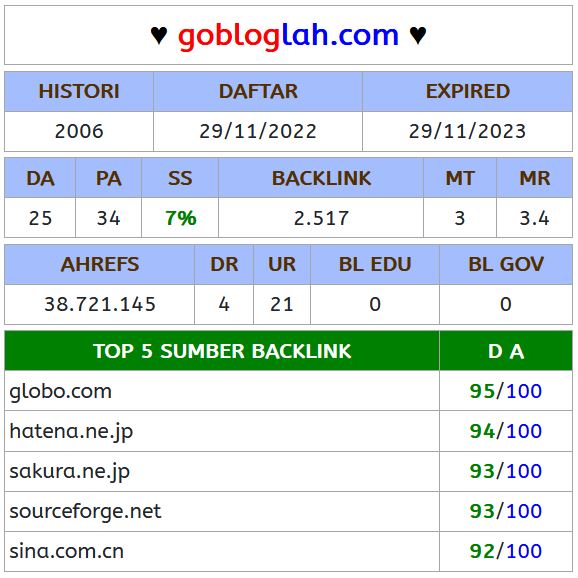 ♥ gobloglah.com ♥
HISTORI DAFTAR EXPIRED
2006 29/11/2022 29/11/2023
DA PA SS BACKLINK MT MR
25 34 7% 2.517 3 3.4
AHREFS DR UR BL EDU BL GOV
38.721.145 4 21 0 0
TOP 5 SUMBER BACKLINK D A
globo.com 95/100
hatena.ne.jp 94/100
sakura.ne.jp 93/100
sourceforge.net 93/100
sina.com.cn 92/100